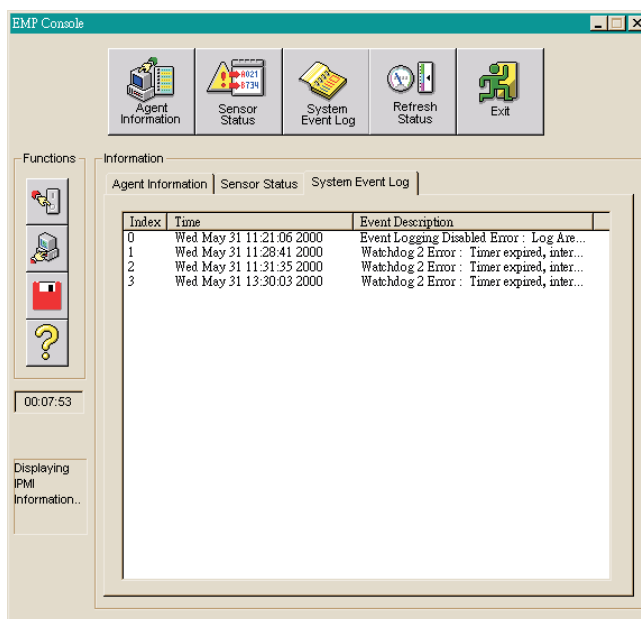 EMP Console
Agent Information
Sensor Status
System Event Log
Refresh Status
Exit
Functions
Information
Agent Information Sensor Status System Event Log
Index Time Event Description
0 Wed May 31 11:21:06 2000 Event Logging Disabled Error : Log Are...
1 Wed May 31 11:28:41 2000 Watchdog 2 Error : Timer expired, inter...
2 Wed May 31 11:31:35 2000 Watchdog 2 Error : Timer expired, inter...
3 Wed May 31 13:30:03 2000 Watchdog 2 Error : Timer expired, inter...
00:07:53
Displaying
IPMI
Information..